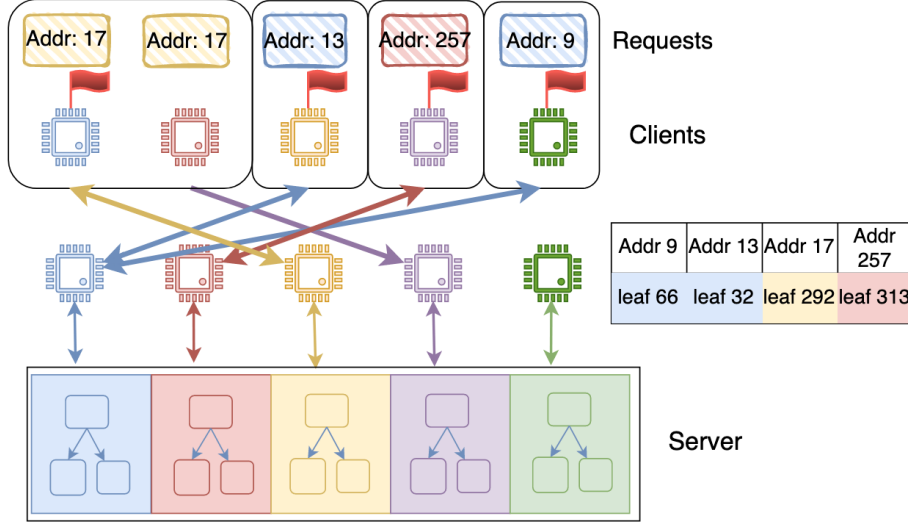 Addr: 17
Addr: 17
Addr: 13
Addr: 257
Addr: 9
Requests
Clients
Addr 9
Addr 13
Addr 17
Addr
257
leaf 66
leaf 32
leaf 292
leaf 313
Server